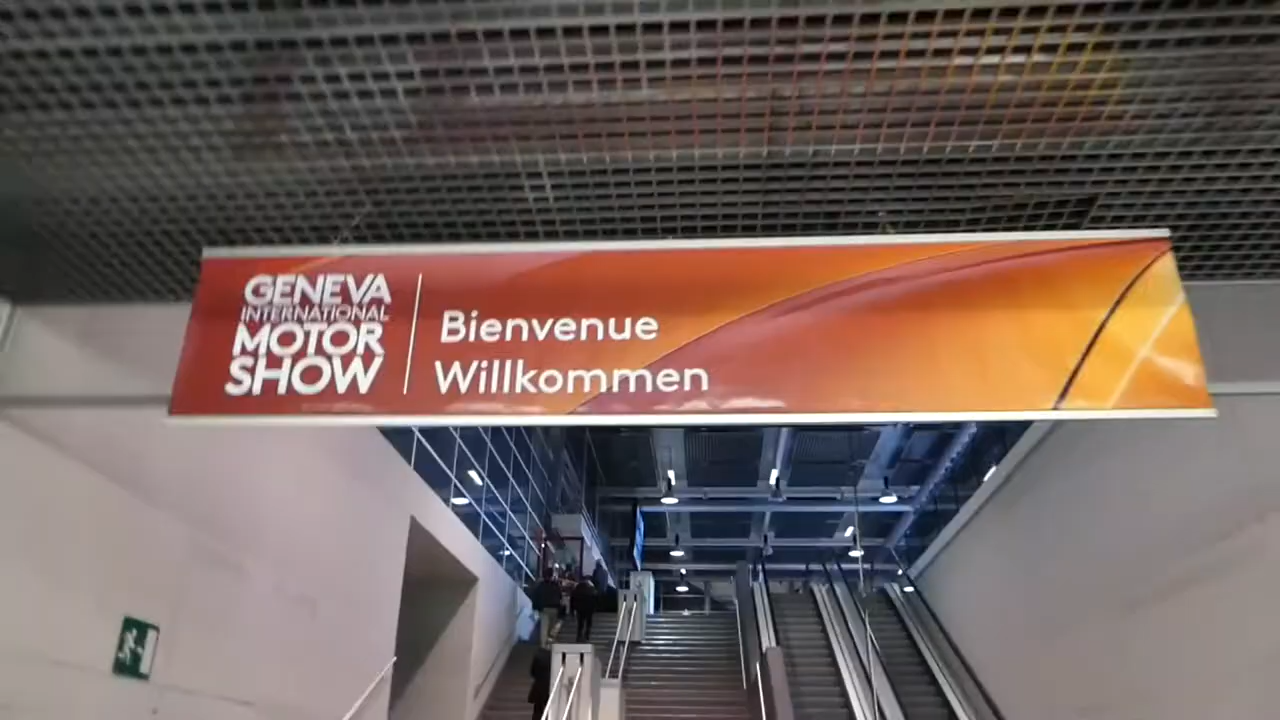 GENEVA
INTERNATIONAL
MOTOR
SHOW
Bienvenue
Willkommen